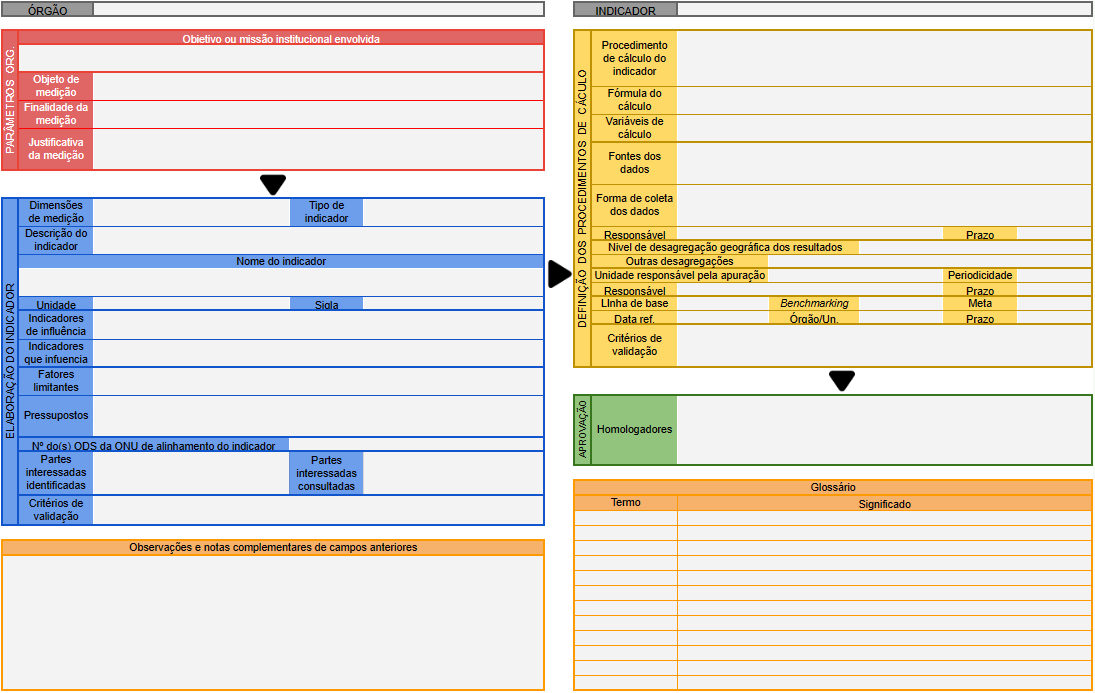 ÓRGÃO
PARÂMETROS ORG.
Objetivo ou missão institucional envolvida
Objeto de
medição
Finalidade da
medição
Justificativa
da medição
ELABORAÇÃO DO INDICADOR
Dimensões
de medição
Tipo de
indicador
Descrição do
indicador
Nome do indicador
Unidade
Sigla
Indicadores
de influência
Indicadores
que infuencia
Fatores
limitantes
Pressupostos
Nº do(s) ODS da ONU de alinhamento do indicador
Partes
interessadas
identificadas
Partes
interessadas
consultadas
Critérios de
validação
Observações e notas complementares de campos anteriores
INDICADOR
DEFINIÇÃO DOS PROCEDIMENTOS DE CÁCULO
Procedimento
de cálculo do
indicador
Fórmula do
cálculo
Variáveis de
cálculo
Fontes dos
dados
Forma de coleta
dos dados
Responsável
Prazo
Nível de desagregação geográfica dos resultados
Outras desagregações
Unidade responsável pela apuração
Periodicidade
Responsável
Prazo
LInha de base
Benchmarking
Meta
Data ref.
Órgão/Un.
Prazo
Critérios de
validação
APROVAÇÃO
Homologadores
Glossário
Termo
Significado